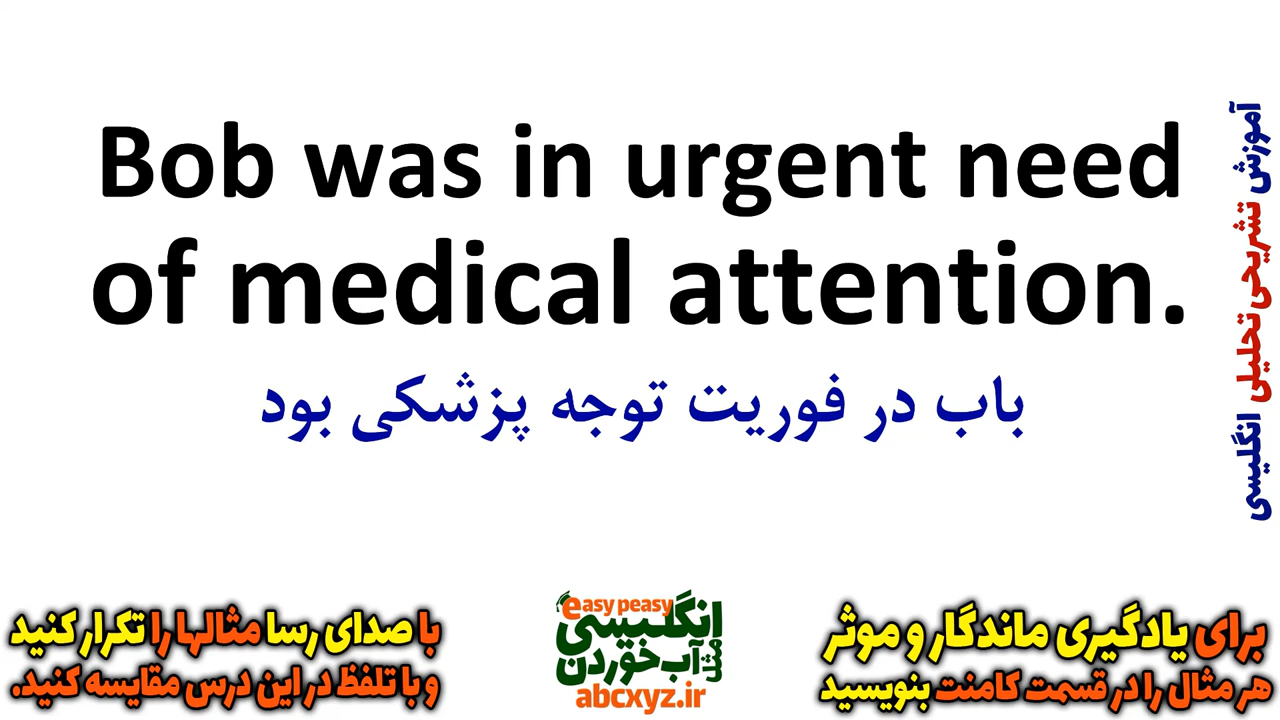 Bob was in urgent need
of medical attention.
باب در فوریت توجه پزشکی بود
آموزش تشریحی تحلیلی انگلیسی
برای یادگیری ماندگار و موثر
هر مثال را در قسمت کامنت بنویسید
easy peasy
انگلیسی
مثل
آب خوردن
abcxyz.ir
با صدای رسا مثالها را تکرار کنید
و با تلفظ در این درس مقایسه کنید.